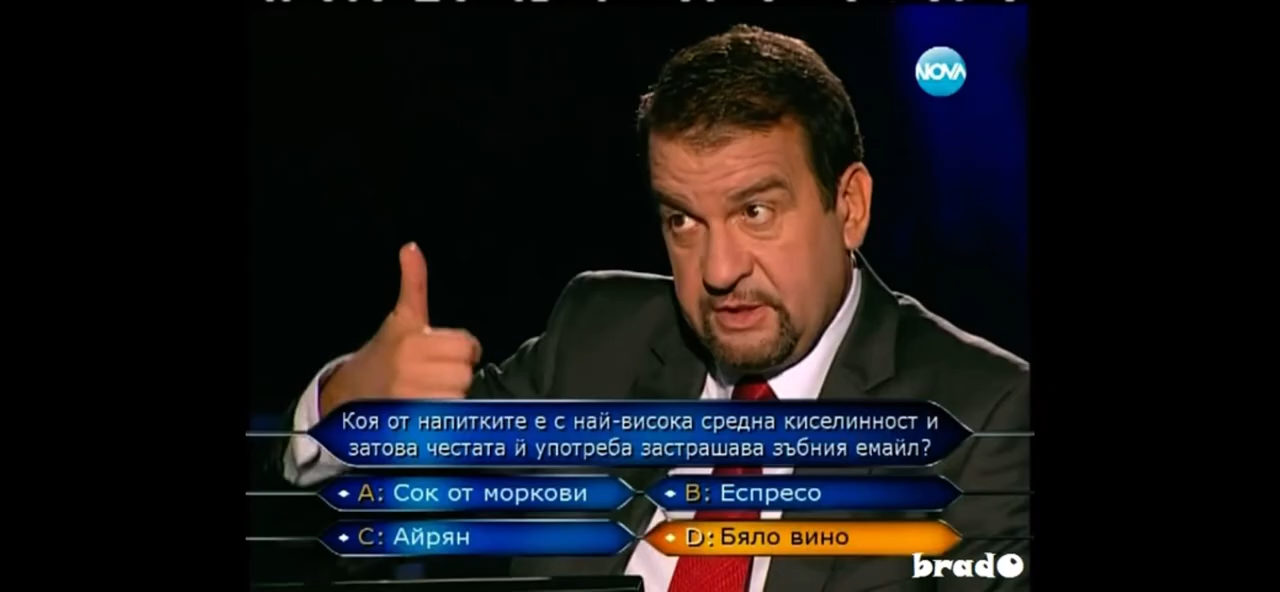 NOVA
Коя от напитките е с най-висока средна киселинност и
затова честата й употреба застрашава зъбния емайл?
A: Сок от моркови
B: Еспресо
C: Айрян
D: Бяло вино
brado